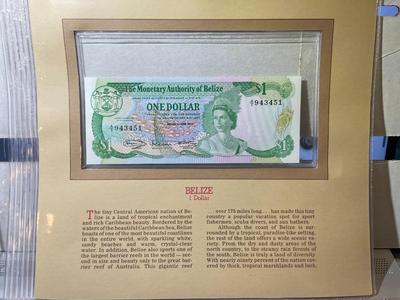 The Monetary Authority of Belize
$1
ONE DOLLAR
943451
943451
$1
$1
BELIZE
1 Dollar
The tiny Central American nation of Be-
lize is a land of tropical enchantment
and rich Caribbean beauty. Bordered by the
waters of the beautiful Caribbean Sea, Belize
boasts of one of the most beautiful coastlines
in the entire world, with sparkling white,
sandy beaches and warm, crystal-clear
water. In addition, Belize also sports one of
the largest barrier reefs in the world — sec-
ond in size and beauty only to the great bar-
rier reef of Australia. This gigantic reef
. . . over 175 miles long . . . has made this tiny
country a popular vacation spot for sport
fishermen, scuba divers, and sun bathers.
Although the coast of Belize is sur-
rounded by a tropical, paradise-like setting,
the rest of the land offers a wide scenic va-
riety. From the dry and dusty areas of the
north country, to the steamy rain forests of
the south, Belize is truly a land of diversity.
With nearly ninety percent of the nation cov-
ered by thick, tropical marshlands and lush,